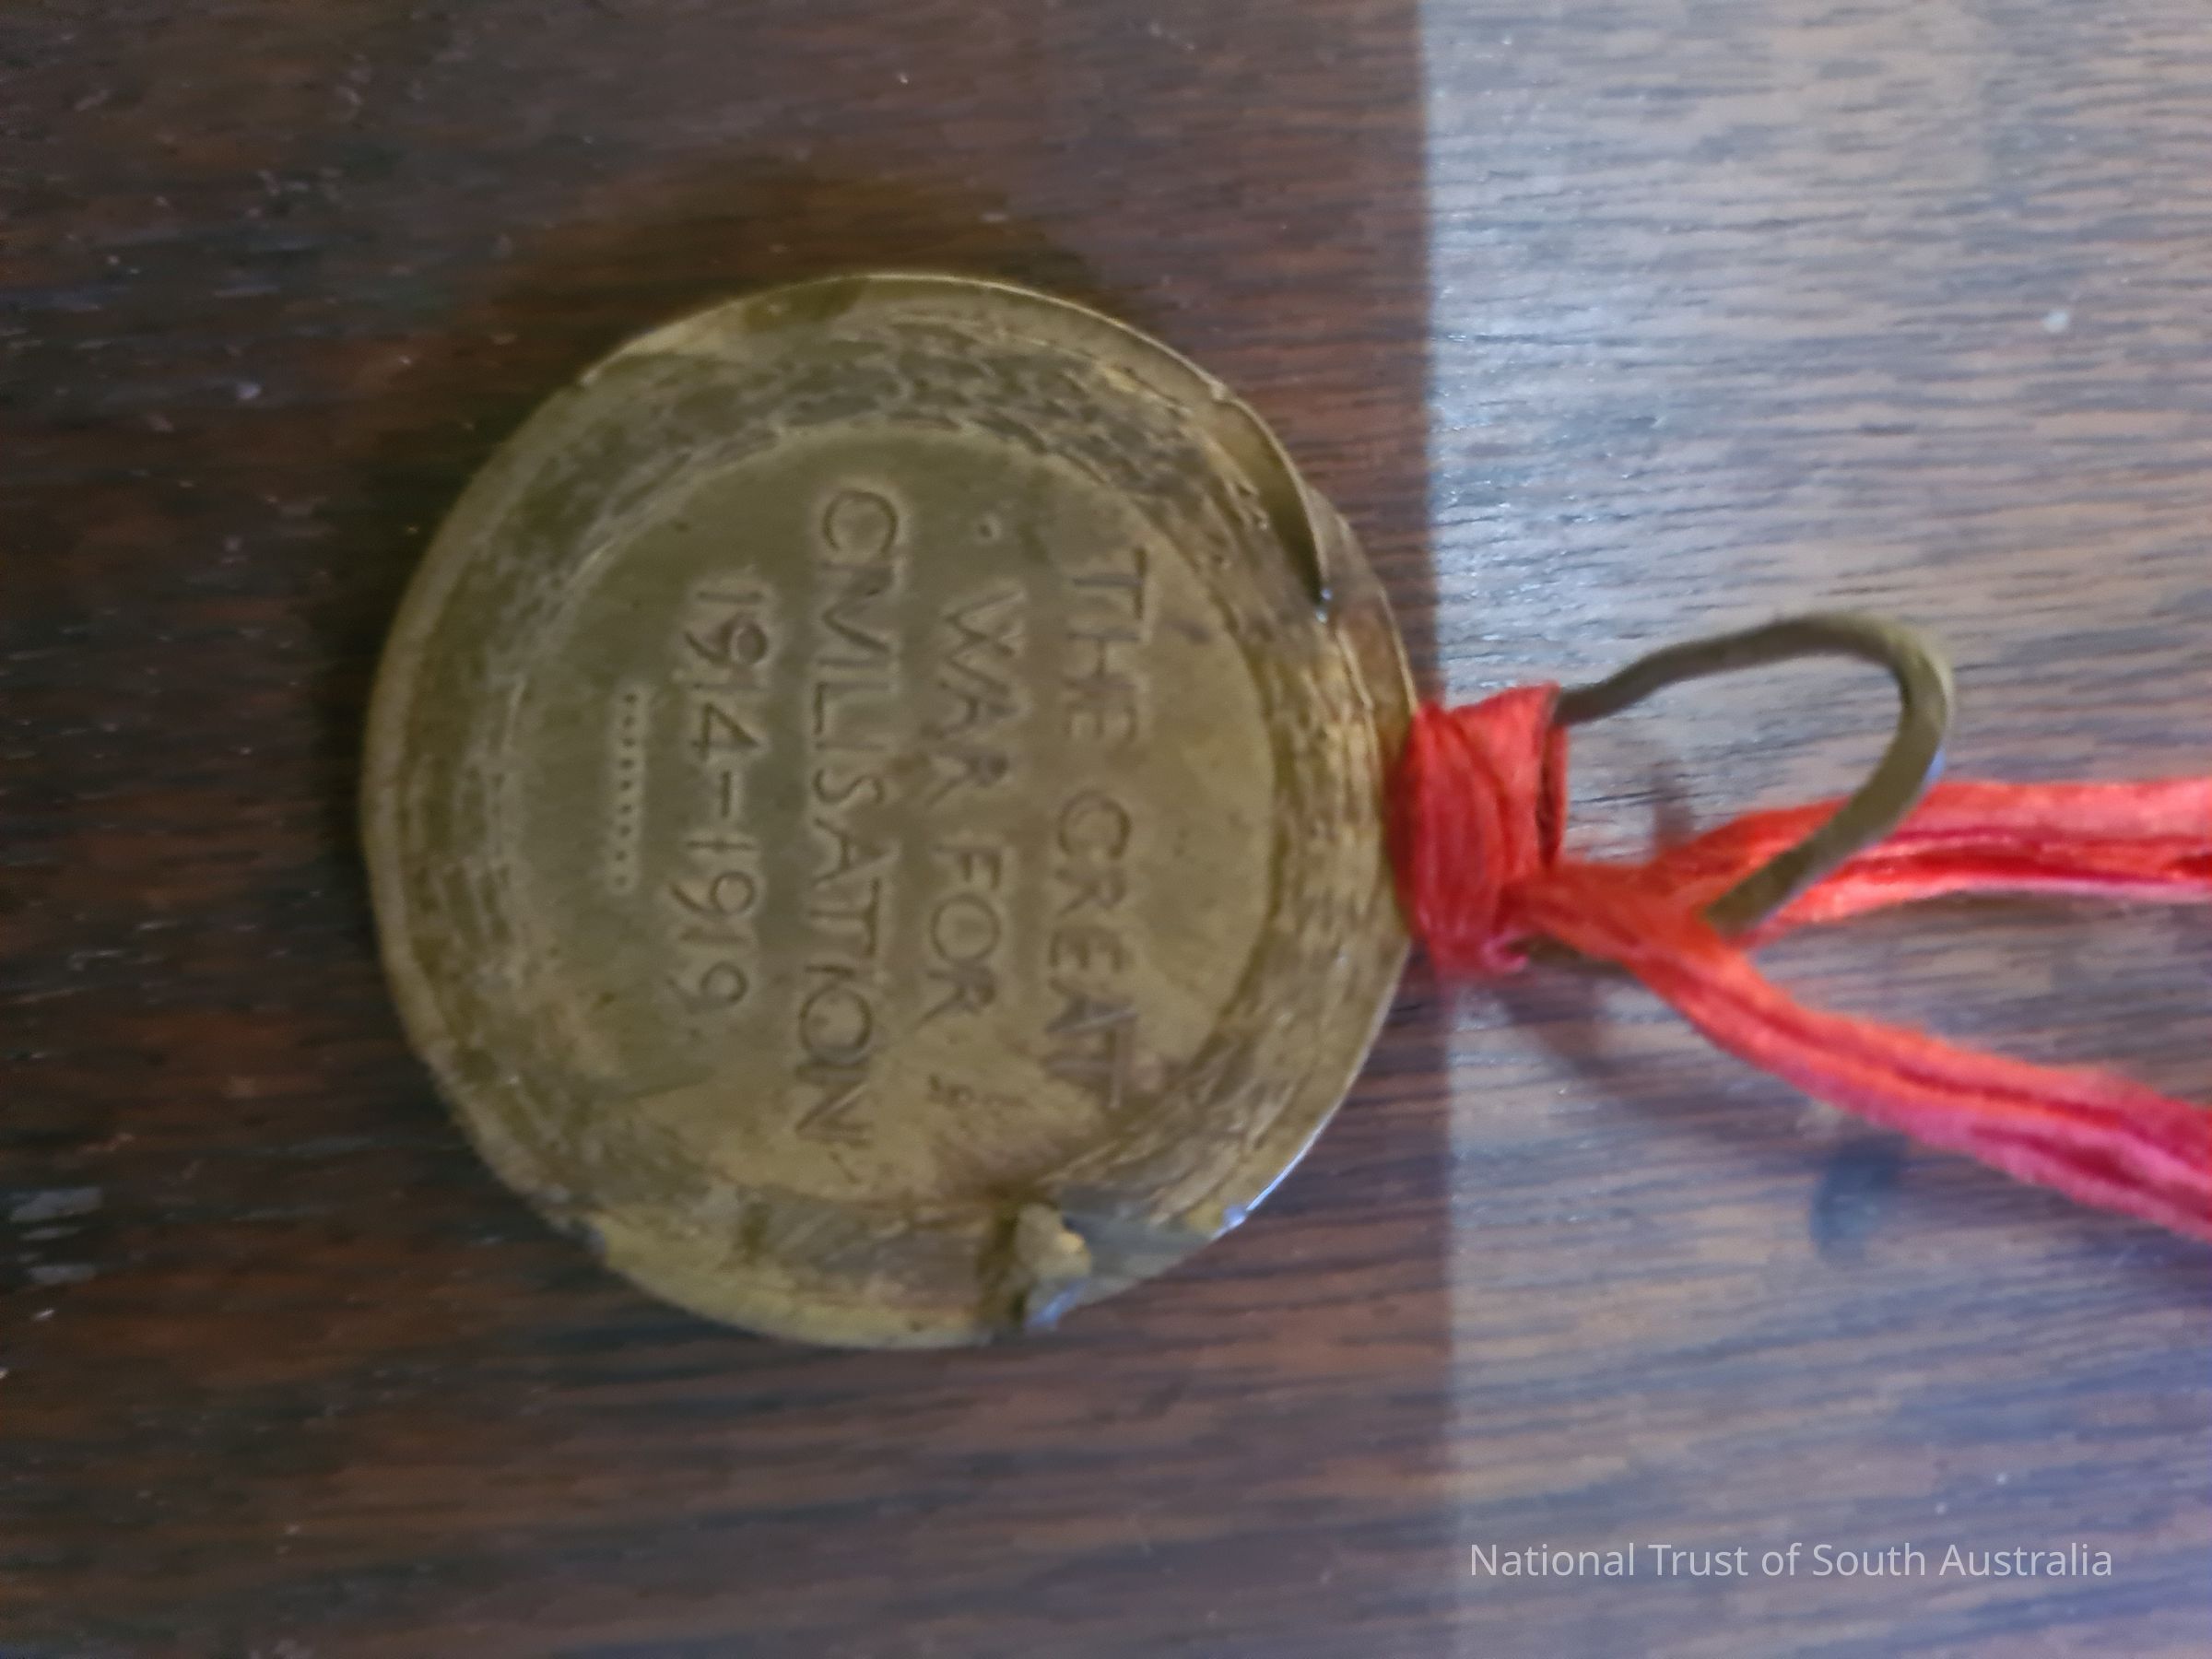 THE GREAT
WAR FOR
CIVILISATION
1914-1919
National Trust of South Australia